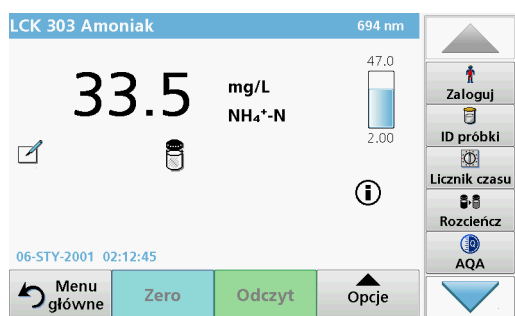 LCK 303 Amoniak 694 nm
47.0
33.5 mg/L
NH₄⁺-N
2.00
06-STY-2001 02:12:45
Menu główne
Zero
Odczyt
Opcje
Zaloguj
ID próbki
Licznik czasu
Rozcieńcz
AQA